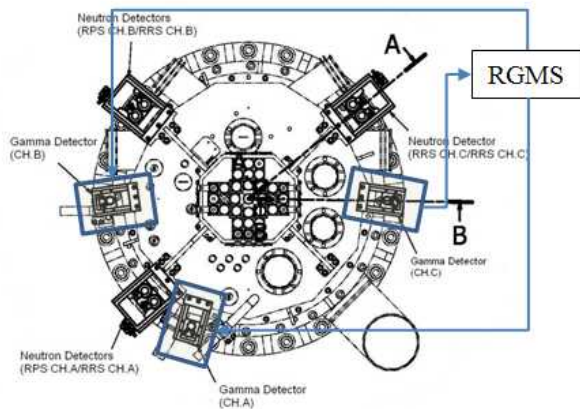 Neutron Detectors
(RPS CH.B/RRS CH.B)
A
RGMS
Gamma Detector
(CH.B)
Neutron Detector
(RRS CH.C/RRS CH.C)
B
Gamma Detector
(CH.C)
Neutron Detectors
(RPS CH.A/RRS CH.A)
Gamma Detector
(CH.A)